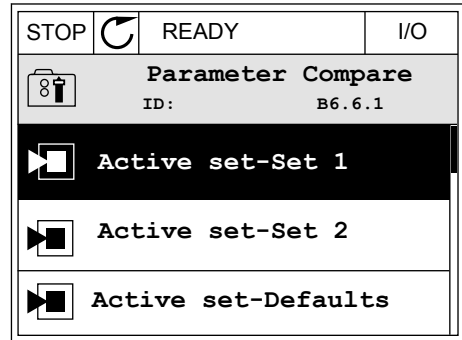 STOP READY I/O
Parameter Compare
ID: B6.6.1
Active set-Set 1
Active set-Set 2
Active set-Defaults